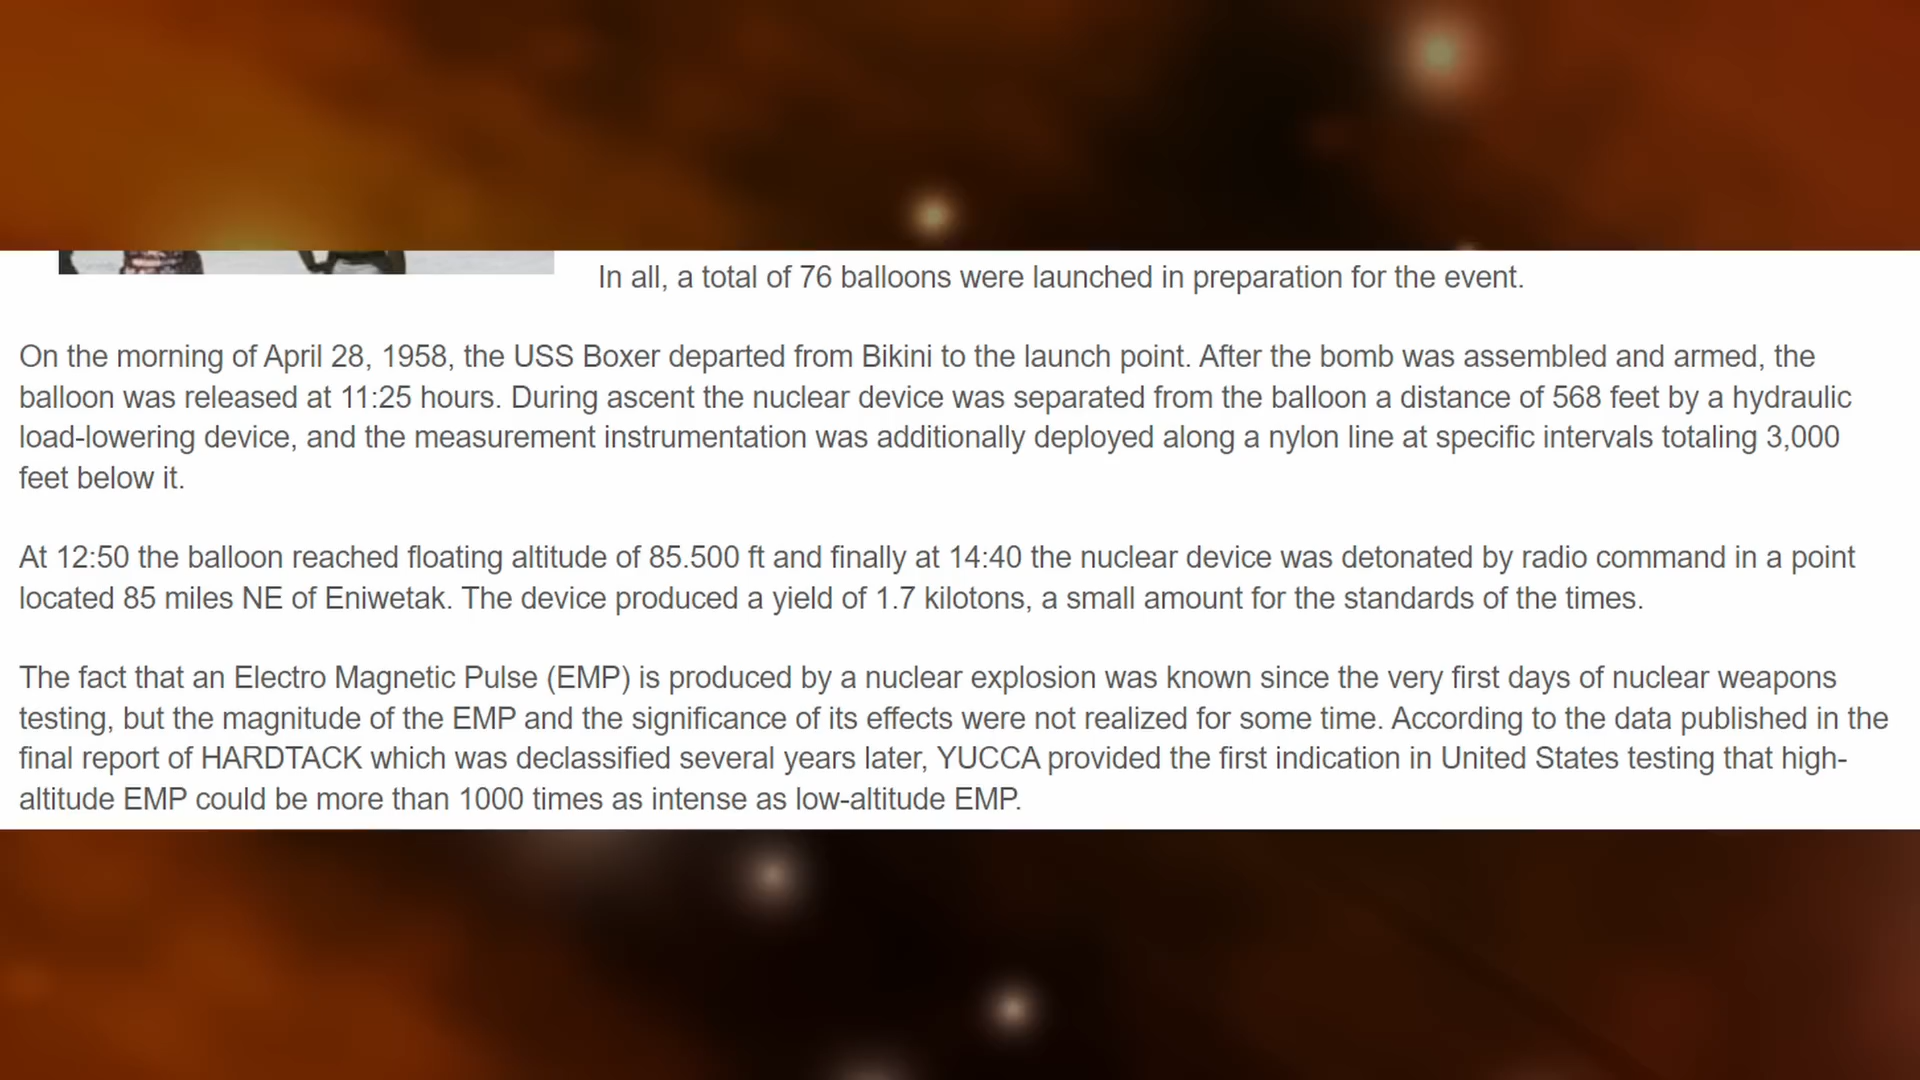 In all, a total of 76 balloons were launched in preparation for the event.
On the morning of April 28, 1958, the USS Boxer departed from Bikini to the launch point. After the bomb was assembled and armed, the
balloon was released at 11:25 hours. During ascent the nuclear device was separated from the balloon a distance of 568 feet by a hydraulic
load-lowering device, and the measurement instrumentation was additionally deployed along a nylon line at specific intervals totaling 3,000
feet below it.
At 12:50 the balloon reached floating altitude of 85.500 ft and finally at 14:40 the nuclear device was detonated by radio command in a point
located 85 miles NE of Eniwetak. The device produced a yield of 1.7 kilotons, a small amount for the standards of the times.
The fact that an Electro Magnetic Pulse (EMP) is produced by a nuclear explosion was known since the very first days of nuclear weapons
testing, but the magnitude of the EMP and the significance of its effects were not realized for some time. According to the data published in the
final report of HARDTACK which was declassified several years later, YUCCA provided the first indication in United States testing that high-
altitude EMP could be more than 1000 times as intense as low-altitude EMP.